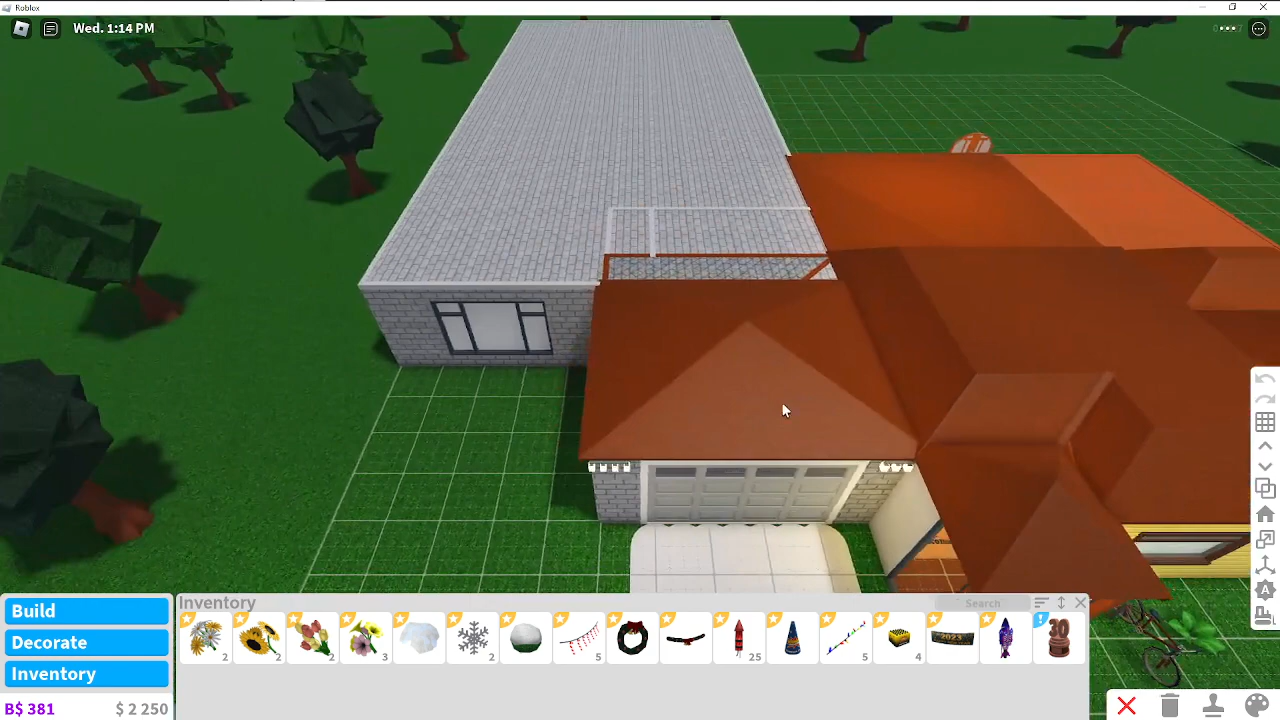 Roblox
Wed. 1:14 PM
Build
Decorate
Inventory
B$ 381
$ 2 250
Inventory
Search
2
2
2
3
2
5
25
5
4
2023
30